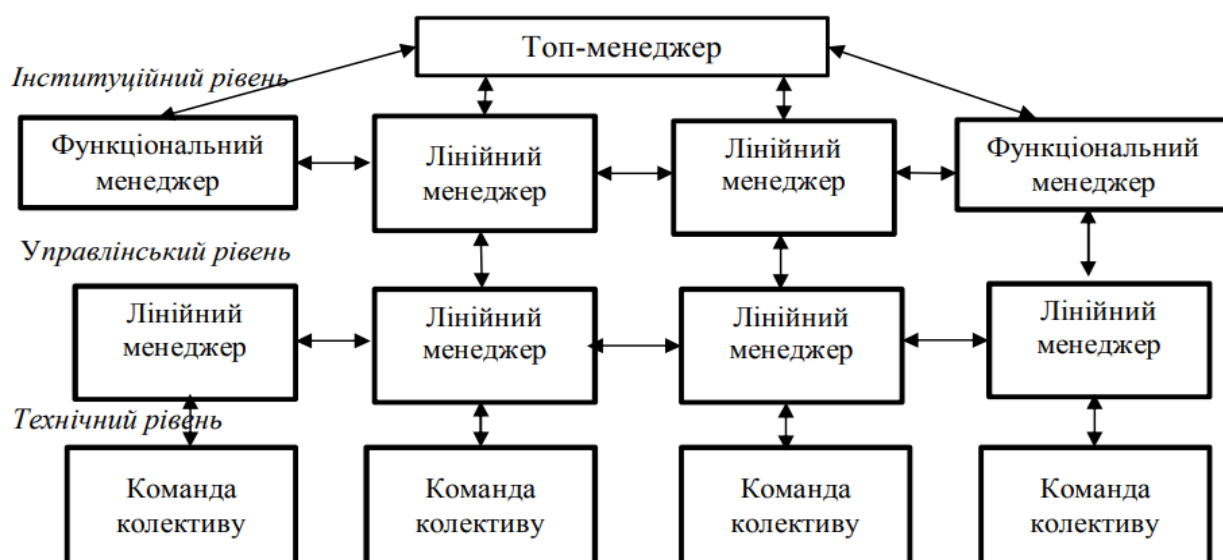 Топ-менеджер
Інституційний рівень
Функціональний
менеджер
Лінійний
менеджер
Лінійний
менеджер
Функціональний
менеджер
Управлінський рівень
Лінійний
менеджер
Лінійний
менеджер
Лінійний
менеджер
Лінійний
менеджер
Технічний рівень
Команда
колективу
Команда
колективу
Команда
колективу
Команда
колективу